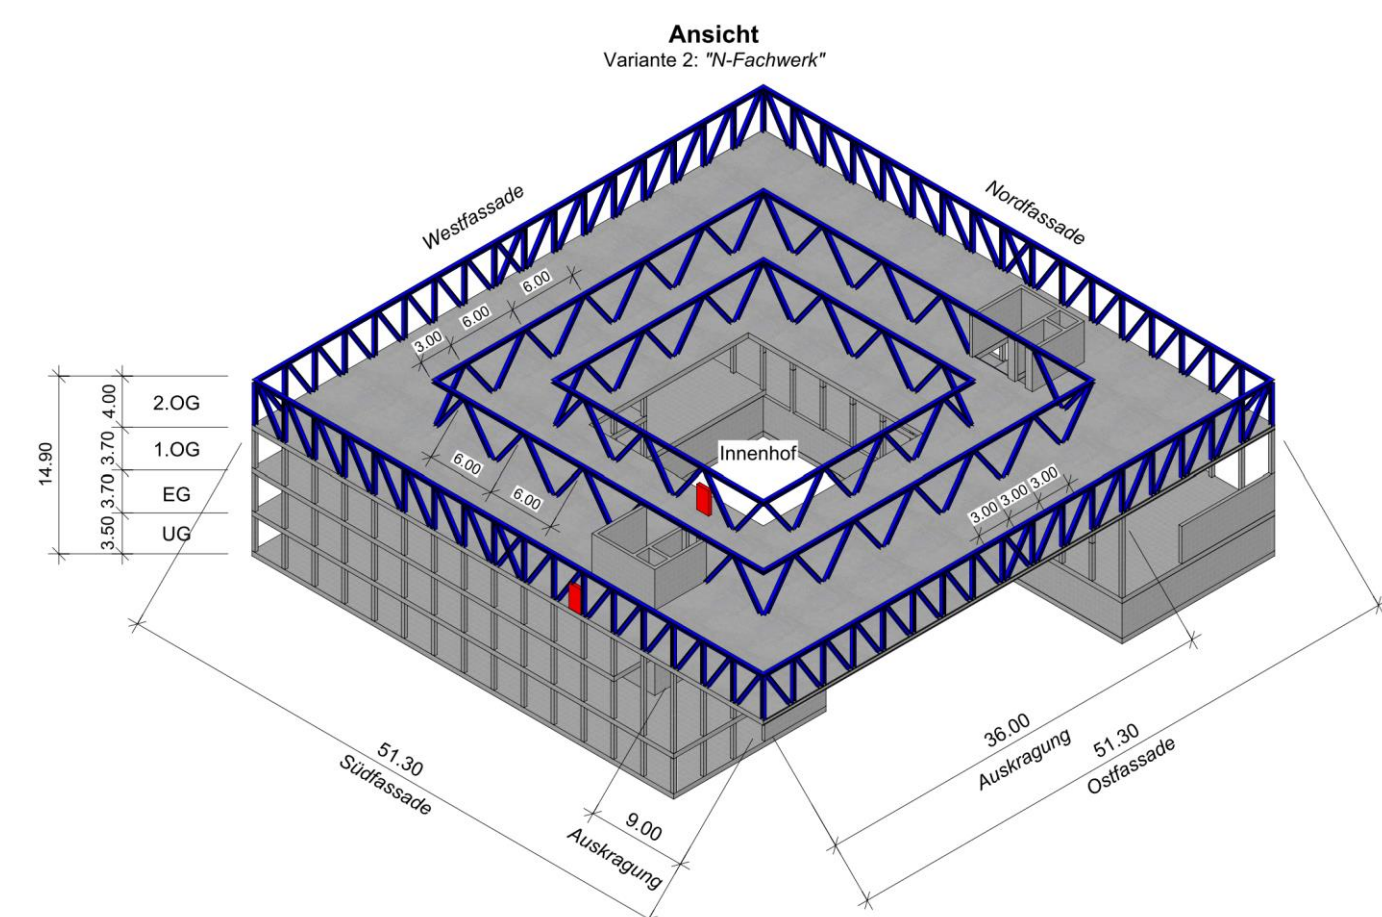 Ansicht
Variante 2: "N-Fachwerk"
Westfassade
Nordfassade
6.00
6.00
3.00
4.00
2.OG
3.70
1.OG
14.90
3.70
EG
3.50
UG
Innenhof
6.00
6.00
3.00
3.00
3.00
51.30
Südfassade
9.00
Auskragung
36.00
Auskragung
51.30
Ostfassade